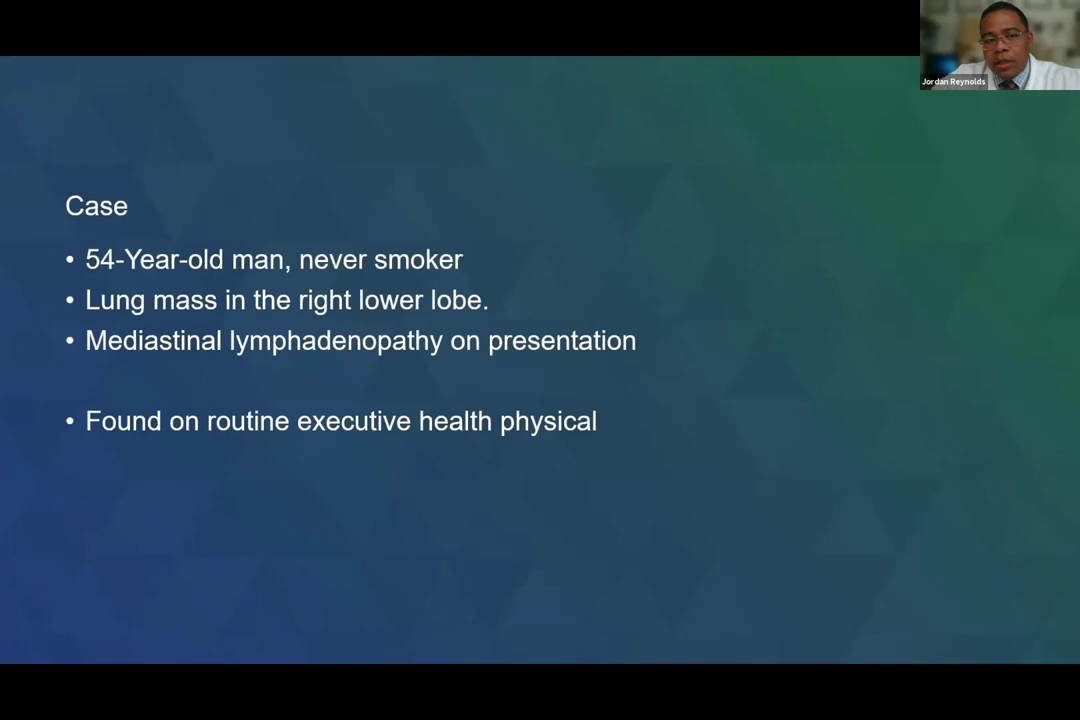 Jordan Reynolds
Case
• 54-Year-old man, never smoker
• Lung mass in the right lower lobe.
• Mediastinal lymphadenopathy on presentation
• Found on routine executive health physical